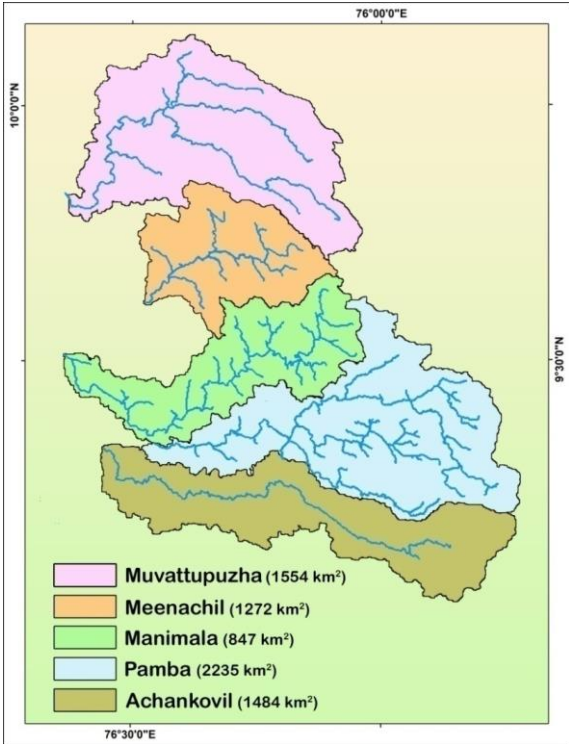 76°00'0"E
10°0'0"N
9°30'0"N
Muvattupuzha (1554 km²)
Meenachil (1272 km²)
Manimala (847 km²)
Pamba (2235 km²)
Achankovil (1484 km²)
76°30'0"E